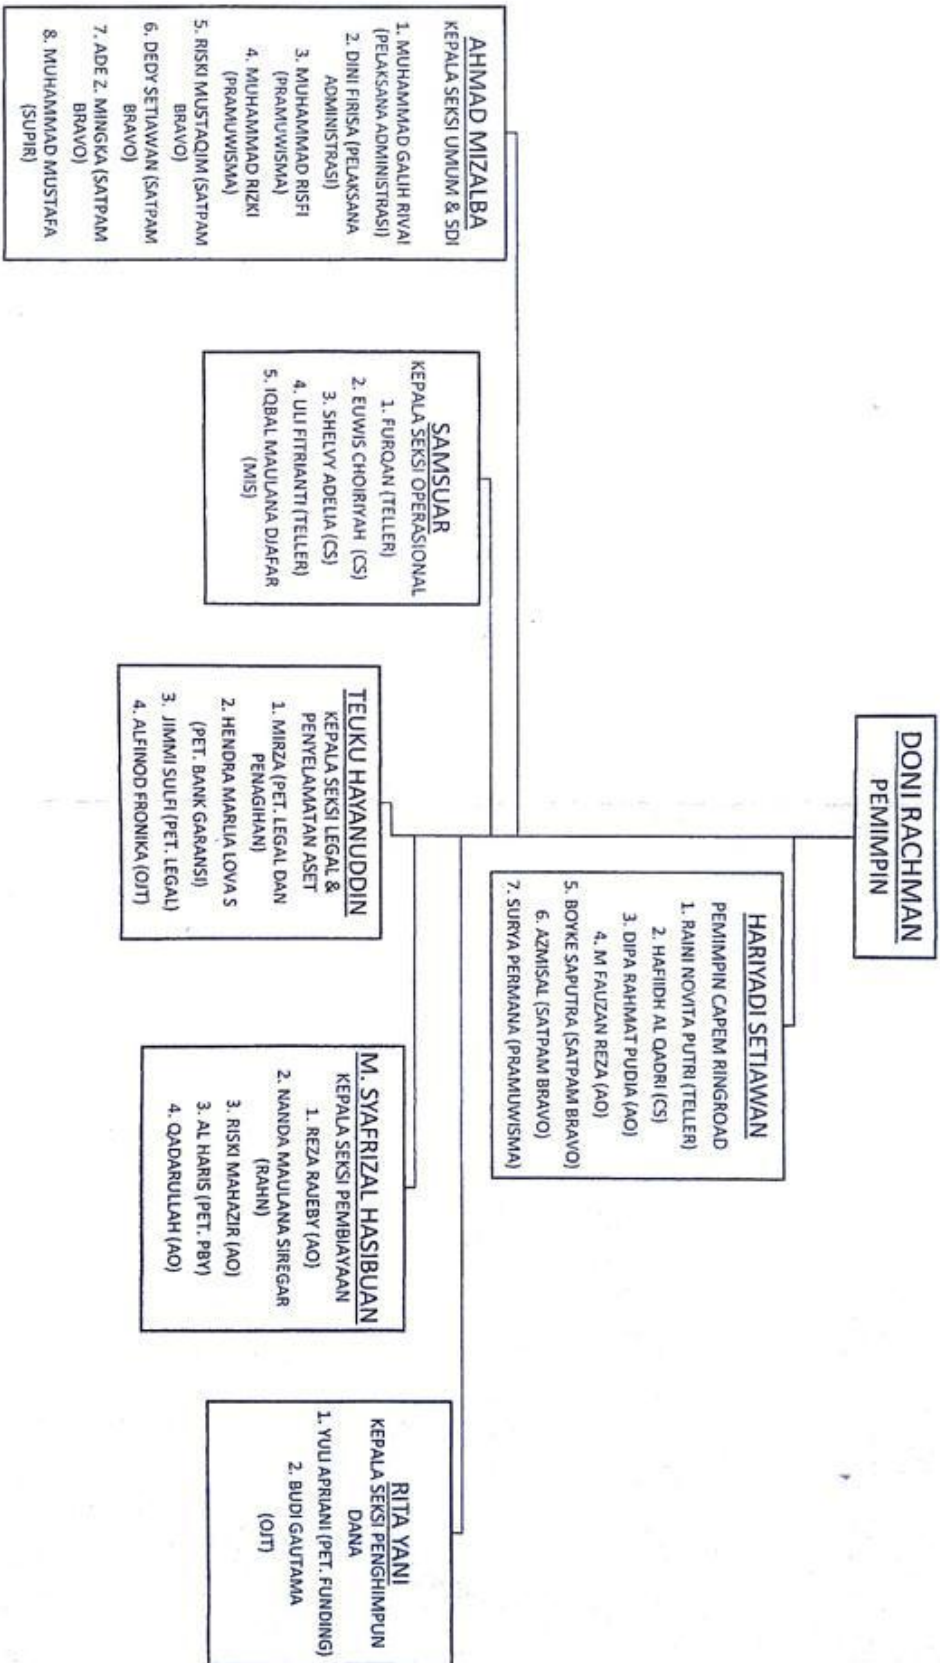 DONI RACHMAN
PEMIMPIN
HARIYADI SETIAWAN
PEMIMPIN CAPEM RINGROAD
1. RAINI NOVITA PUTRI (TELLER)
2. HAFIIDH AL QADRI (CS)
3. DIPA RAHMAT PUDIA (AO)
4. M FAUZAN REZA (AO)
5. BOYKE SAPUTRA (SATPAM BRAVO)
6. AZMISAL (SATPAM BRAVO)
7. SURYA PERMANA (PRAMUWISMA)
AHMAD MIZALBA
KEPALA SEKSI UMUM & SDI
1. MUHAMMAD GALIH RIVAI
(PELAKSANA ADMINISTRASI)
2. DINI FIRISA (PELAKSANA
ADMINISTRASI)
3. MUHAMMAD RISFI
(PRAMUWISMA)
4. MUHAMMAD RIZKI
(PRAMUWISMA)
5. RISKI MUSTAQIM (SATPAM
BRAVO)
6. DEDY SETIAWAN (SATPAM
BRAVO)
7. ADE Z. MINGKA (SATPAM
BRAVO)
8. MUHAMMAD MUSTAFA
(SUPIR)
SAMSUAR
KEPALA SEKSI OPERASIONAL
1. FURQAN (TELLER)
2. EUWIS CHOIRIYAH (CS)
3. SHELVY ADELIA (CS)
4. ULI FITRIANTI (TELLER)
5. IQBAL MAULANA DJAFAR
(MIS)
TEUKU HAYANUDDIN
KEPALA SEKSI LEGAL &
PENYELAMATAN ASET
1. MIRZA (PET. LEGAL DAN
PENAGIHAN)
2. HENDRA MARLIA LOVA S
(PET. BANK GARANSI)
3. JIMMI SULFI (PET. LEGAL)
4. ALFINOD FRONIKA (OJT)
M. SYAFRIZAL HASIBUAN
KEPALA SEKSI PEMBIAYAAN
1. REZA RAJEBY (AO)
2. NANDA MAULANA SIREGAR
(RAHN)
3. RISKI MAHAZIR (AO)
3. AL HARIS (PET. PBY)
4. QADARULLAH (AO)
RITA YANI
KEPALA SEKSI PENGHIMPUN
DANA
1. YULI APRIANI (PET. FUNDING)
2. BUDI GAUTAMA
(OJT)